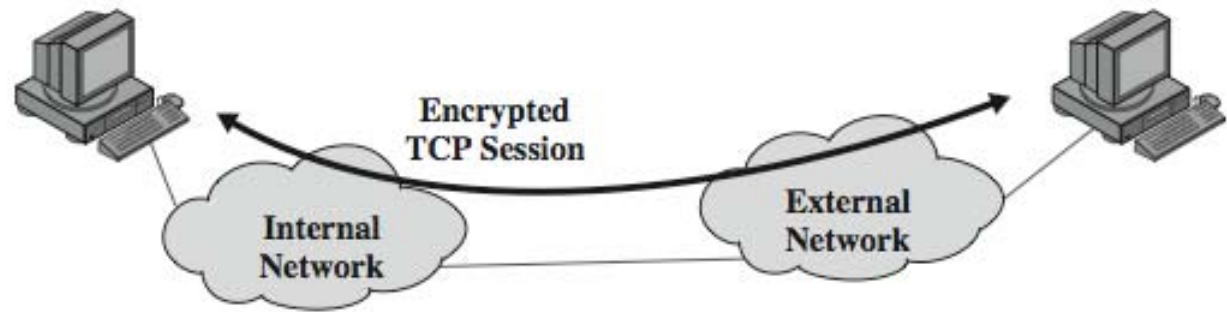 Encrypted
TCP Session
Internal
Network
External
Network